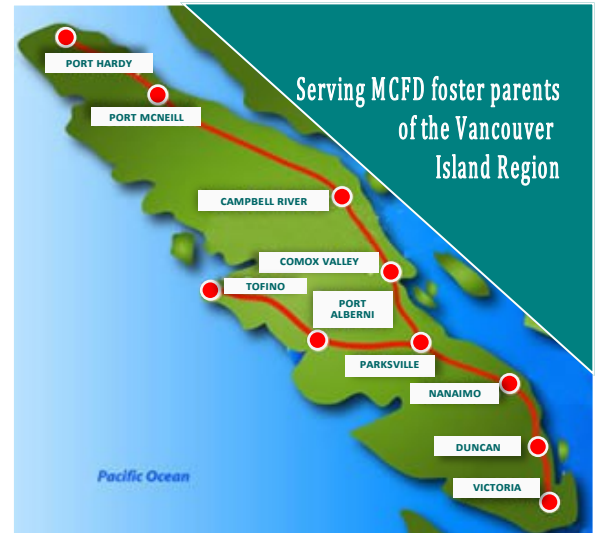 Serving MCFD foster parents
of the Vancouver
Island Region
PORT HARDY
PORT MCNEILL
CAMPBELL RIVER
COMOX VALLEY
TOFINO
PORT
ALBERNI
PARKSVILLE
NANAIMO
DUNCAN
Pacific Ocean
VICTORIA